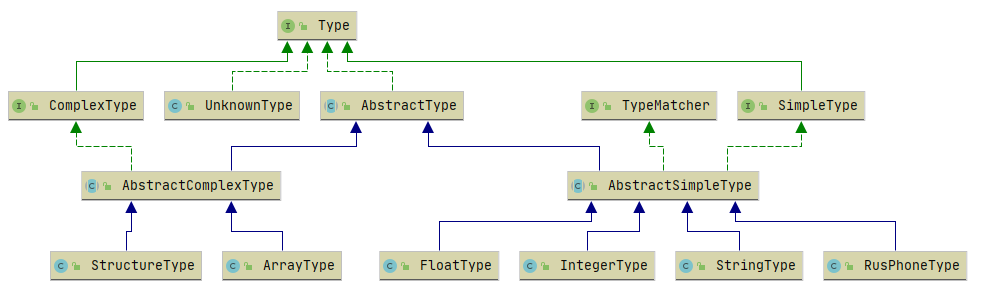 I Type
I ComplexType
C UnknownType
C AbstractType
I TypeMatcher
I SimpleType
C AbstractComplexType
C AbstractSimpleType
C StructureType
C ArrayType
C FloatType
C IntegerType
C StringType
C RusPhoneType